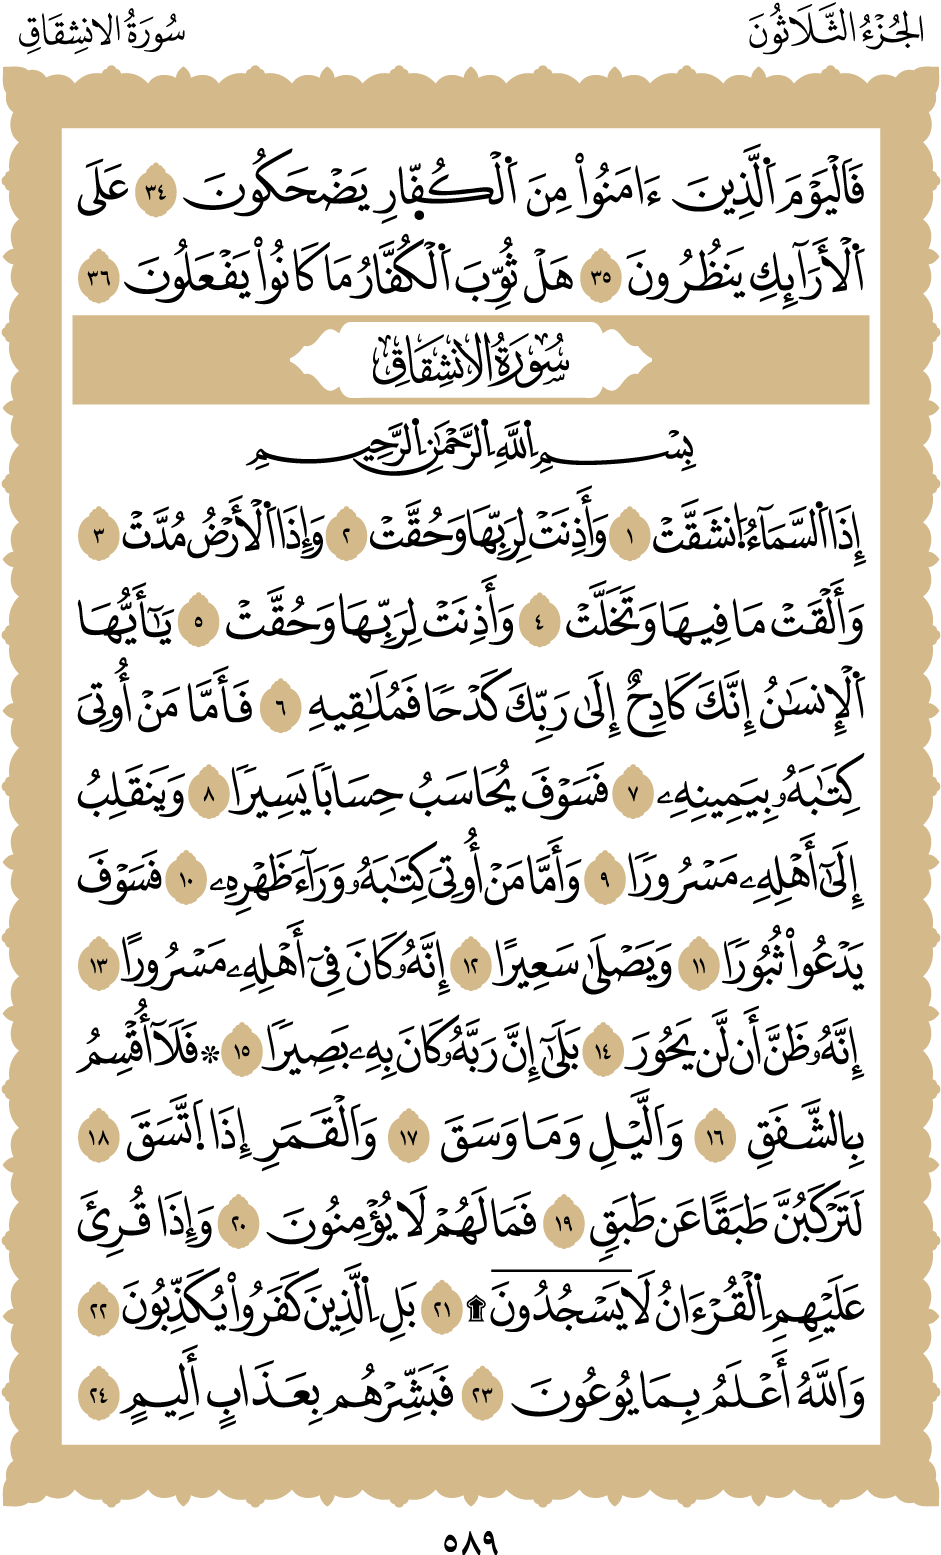 الجُزْءُ الثَّلَاثُونَ
سُورَةُ الانشِقَاقِ
فَٱلْيَوْمَ ٱلَّذِينَ ءَامَنُواْ مِنَ ٱلْكُفّ۪ارِ يَضْحَكُونَ ٣٤ عَلَى
ٱلْأَرَآئِكِ يَنظُرُونَ ٣٥ هَلْ ثُوِّبَ ٱلْكُفَّارُ مَا كَانُواْ يَفْعَلُونَ ٣٦
سُورَةُ الانشِقَاقِ
بِسْمِ ٱللَّهِ ٱلرَّحْمَٰنِ ٱلرَّحِيمِ
إِذَا ٱلسَّمَآءُ ٱنشَقَّتْ ١ وَأَذِنَتْ لِرَبِّهَا وَحُقَّتْ ٢ وَإِذَا ٱلْأَرْضُ مُدَّتْ ٣
وَأَلْقَتْ مَا فِيهَا وَتَخَلَّتْ ٤ وَأَذِنَتْ لِرَبِّهَا وَحُقَّتْ ٥ يَٰٓأَيُّهَا
ٱلْإِنسَٰنُ إِنَّكَ كَادِحٌ إِلَىٰ رَبِّكَ كَدْحًا فَمُلَٰقِيهِ ٦ فَأَمَّا مَنْ أُوتِيَ
كِتَٰبَهُۥ بِيَمِينِهِۦ ٧ فَسَوْفَ يُحَاسَبُ حِسَابًا يَسِيرًا ٨ وَيَنقَلِبُ
إِلَىٰٓ أَهْلِهِۦ مَسْرُورًا ٩ وَأَمَّا مَنْ أُوتِيَ كِتَٰبَهُۥ وَرَآءَ ظَهْرِهِۦ ١٠ فَسَوْفَ
يَدْعُواْ ثُبُورًا ١١ وَيَصْلَىٰ سَعِيرًا ١٢ إِنَّهُۥ كَانَ فِيٓ أَهْلِهِۦ مَسْرُورًا ١٣
إِنَّهُۥ ظَنَّ أَن لَّن يَحُورَ ١٤ بَلَىٰٓ إِنَّ رَبَّهُۥ كَانَ بِهِۦ بَصِيرًا ١٥ * فَلَآ أُقْسِمُ
بِالشَّفَقِ ١٦ وَٱلَّيْلِ وَمَا وَسَقَ ١٧ وَٱلْقَمَرِ إِذَا ٱتَّسَقَ ١٨
لَتَرْكَبُنَّ طَبَقًا عَن طَبَقٍ ١٩ فَمَا لَهُمْ لَا يُؤْمِنُونَ ٢٠ وَإِذَا قُرِئَ
عَلَيْهِمِ ٱلْقُرْءَانُ لَا يَسْجُدُونَ ۩ ٢١ بَلِ ٱلَّذِينَ كَفَرُواْ يُكَذِّبُونَ ٢٢
وَٱللَّهُ أَعْلَمُ بِمَا يُوعُونَ ٢٣ فَبَشِّرْهُم بِعَذَابٍ أَلِيمٍ ٢٤
٥٨٩